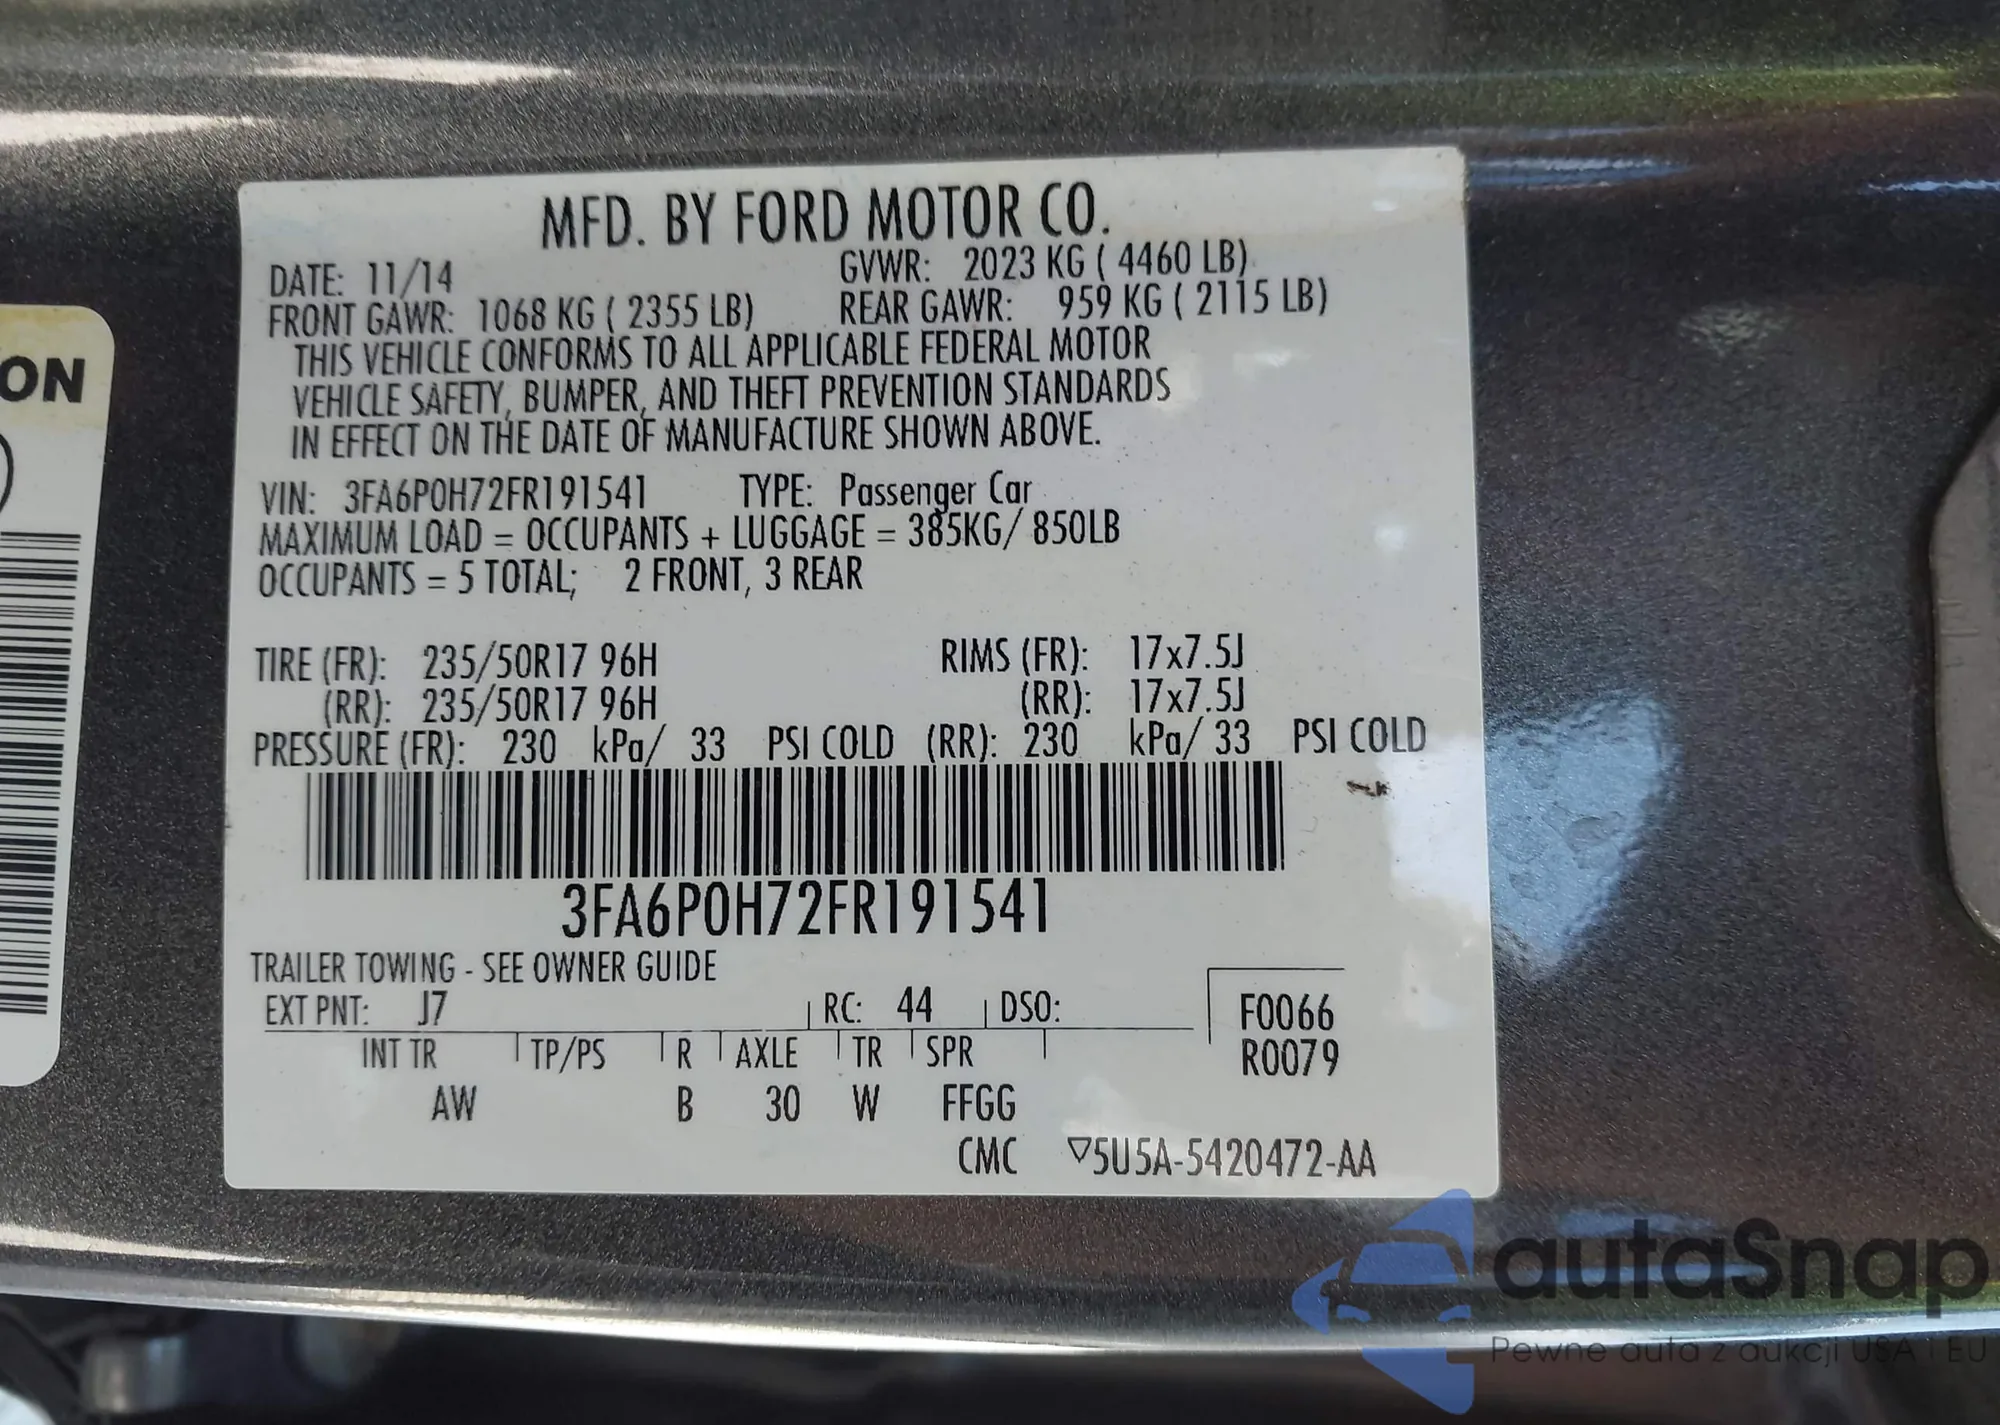 MFD. BY FORD MOTOR CO.
DATE: 11/14 GVWR: 2023 KG ( 4460 LB)
FRONT GAWR: 1068 KG ( 2355 LB) REAR GAWR: 959 KG ( 2115 LB)
THIS VEHICLE CONFORMS TO ALL APPLICABLE FEDERAL MOTOR
VEHICLE SAFETY, BUMPER, AND THEFT PREVENTION STANDARDS
IN EFFECT ON THE DATE OF MANUFACTURE SHOWN ABOVE.
VIN: 3FA6P0H72FR191541 TYPE: Passenger Car
MAXIMUM LOAD = OCCUPANTS + LUGGAGE = 385KG/ 850LB
OCCUPANTS = 5 TOTAL; 2 FRONT, 3 REAR
TIRE (FR): 235/50R17 96H RIMS (FR): 17x7.5J
(RR): 235/50R17 96H (RR): 17x7.5J
PRESSURE (FR): 230 kPa/ 33 PSI COLD (RR): 230 kPa/ 33 PSI COLD
3FA6P0H72FR191541
TRAILER TOWING - SEE OWNER GUIDE
EXT PNT: J7 RC: 44 DSO: F0066
R0079
INT TR TP/PS R AXLE TR SPR
AW B 30 W FFGG
CMC ▽5U5A-5420472-AA
ON
autaSnap
Pewne auta z aukcji USA i EU